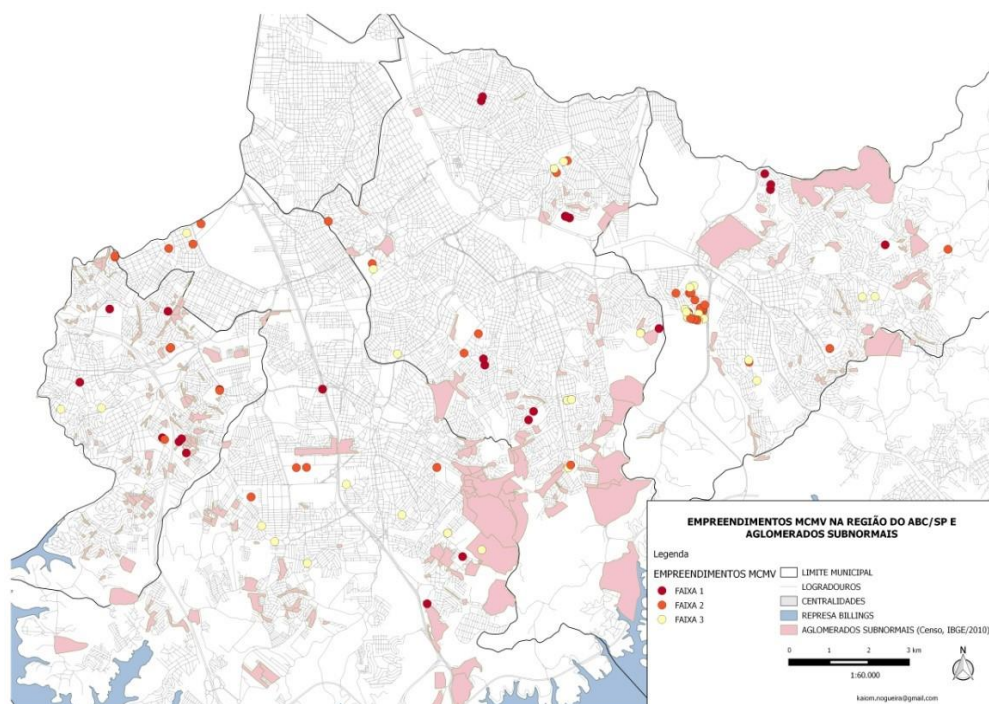 EMPREENDIMENTOS MCMV NA REGIÃO DO ABC/SP E
AGLOMERADOS SUBNORMAIS
Legenda
EMPREENDIMENTOS MCMV
FAIXA 1
FAIXA 2
FAIXA 3
LIMITE MUNICIPAL
LOGRADOUROS
CENTRALIDADES
REPRESA BILLINGS
AGLOMERADOS SUBNORMAIS (Censo, IBGE/2010)
0 1 2 3 km
1:60.000
N
kaiom.nogueira@gmail.com